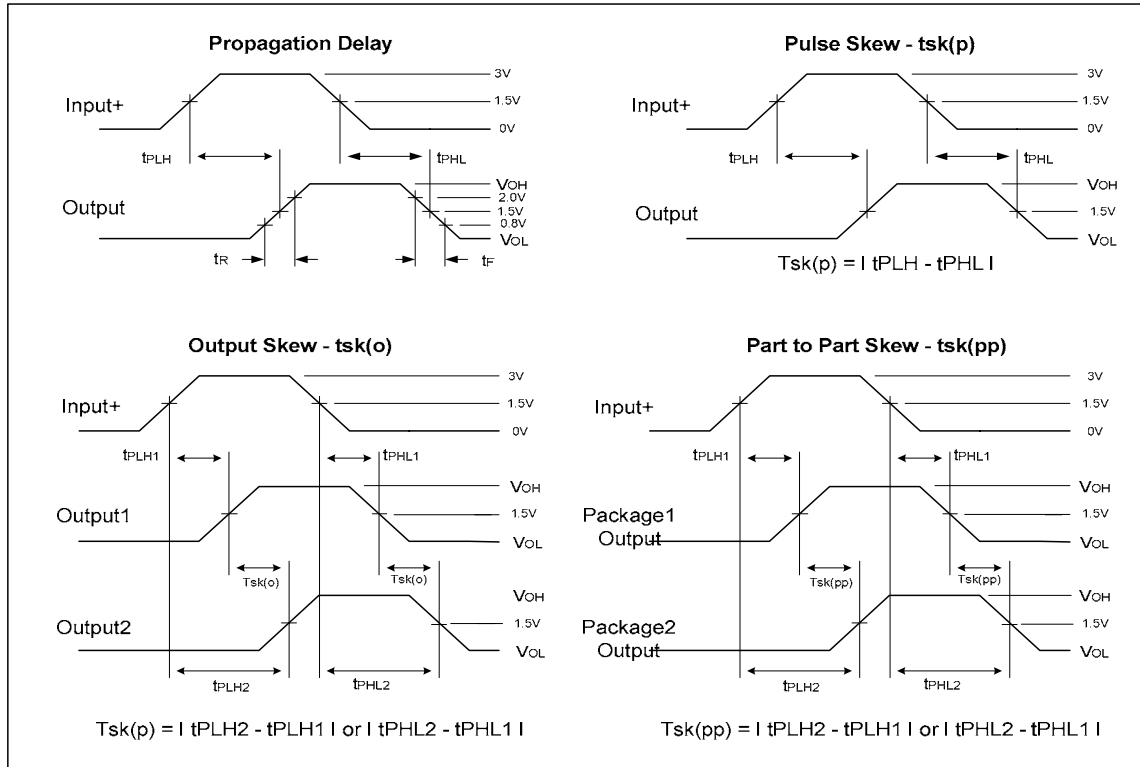 Propagation Delay
Input+
3V
1.5V
0V
tPLH
tPHL
Output
VOH
2.0V
1.5V
0.8V
VOL
tR
tF
Pulse Skew - tsk(p)
Input+
3V
1.5V
0V
tPLH
tPHL
Output
VOH
1.5V
VOL
Tsk(p) = I tPLH - tPHL I
Output Skew - tsk(o)
Input+
3V
1.5V
0V
tPLH1
tPHL1
Output1
VOH
1.5V
VOL
Tsk(o)
Tsk(o)
Output2
VOH
1.5V
VOL
tPLH2
tPHL2
Tsk(p) = I tPLH2 - tPLH1 I or I tPHL2 - tPHL1 I
Part to Part Skew - tsk(pp)
Input+
3V
1.5V
0V
tPLH1
tPHL1
Package1
Output
VOH
1.5V
VOL
Tsk(pp)
Tsk(pp)
Package2
Output
VOH
1.5V
VOL
tPLH2
tPHL2
Tsk(pp) = I tPLH2 - tPLH1 I or I tPHL2 - tPHL1 I